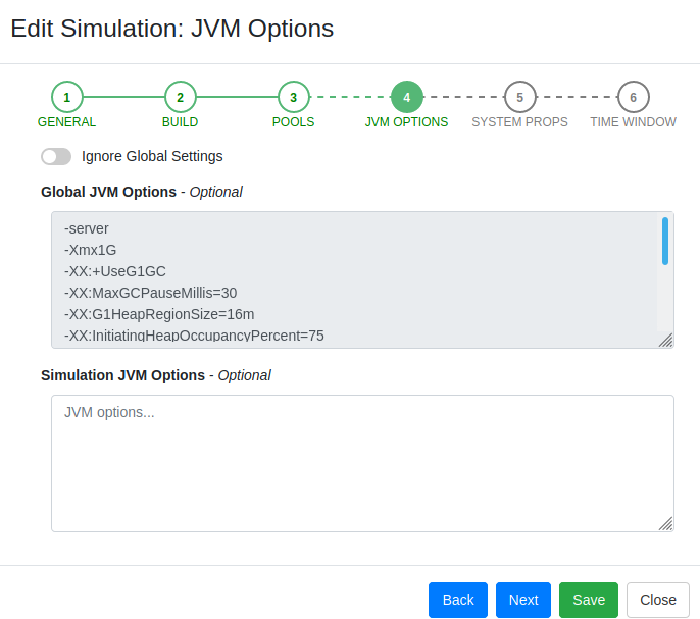 Edit Simulation: JVM Options
1 2 3 4 5 6
GENERAL BUILD POOLS JVM OPTIONS SYSTEM PROPS TIME WINDOW
Ignore Global Settings
Global JVM Options - Optional
-server
-Xmx1G
-XX:+UseG1GC
-XX:MaxGCPauseMillis=30
-XX:G1HeapRegionSize=16m
-XX:InitiatingHeapOccupancyPercent=75
Simulation JVM Options - Optional
JVM options...
Back Next Save Close